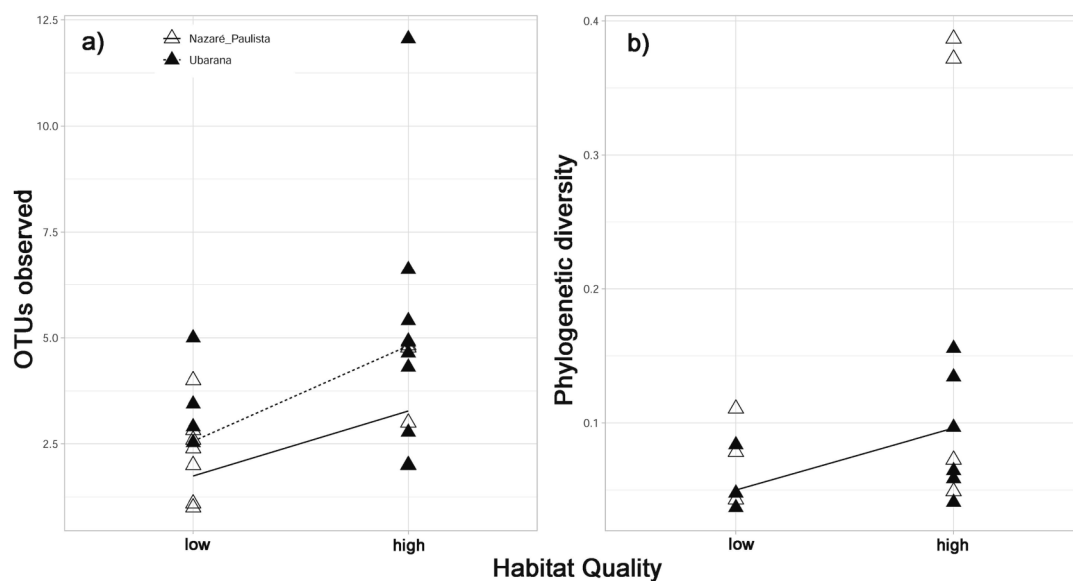 a)
Nazaré_Paulista
Ubarana
12.5
10.0
7.5
5.0
2.5
OTUs observed
low
high
b)
0.4
0.3
0.2
0.1
Phylogenetic diversity
low
high
Habitat Quality